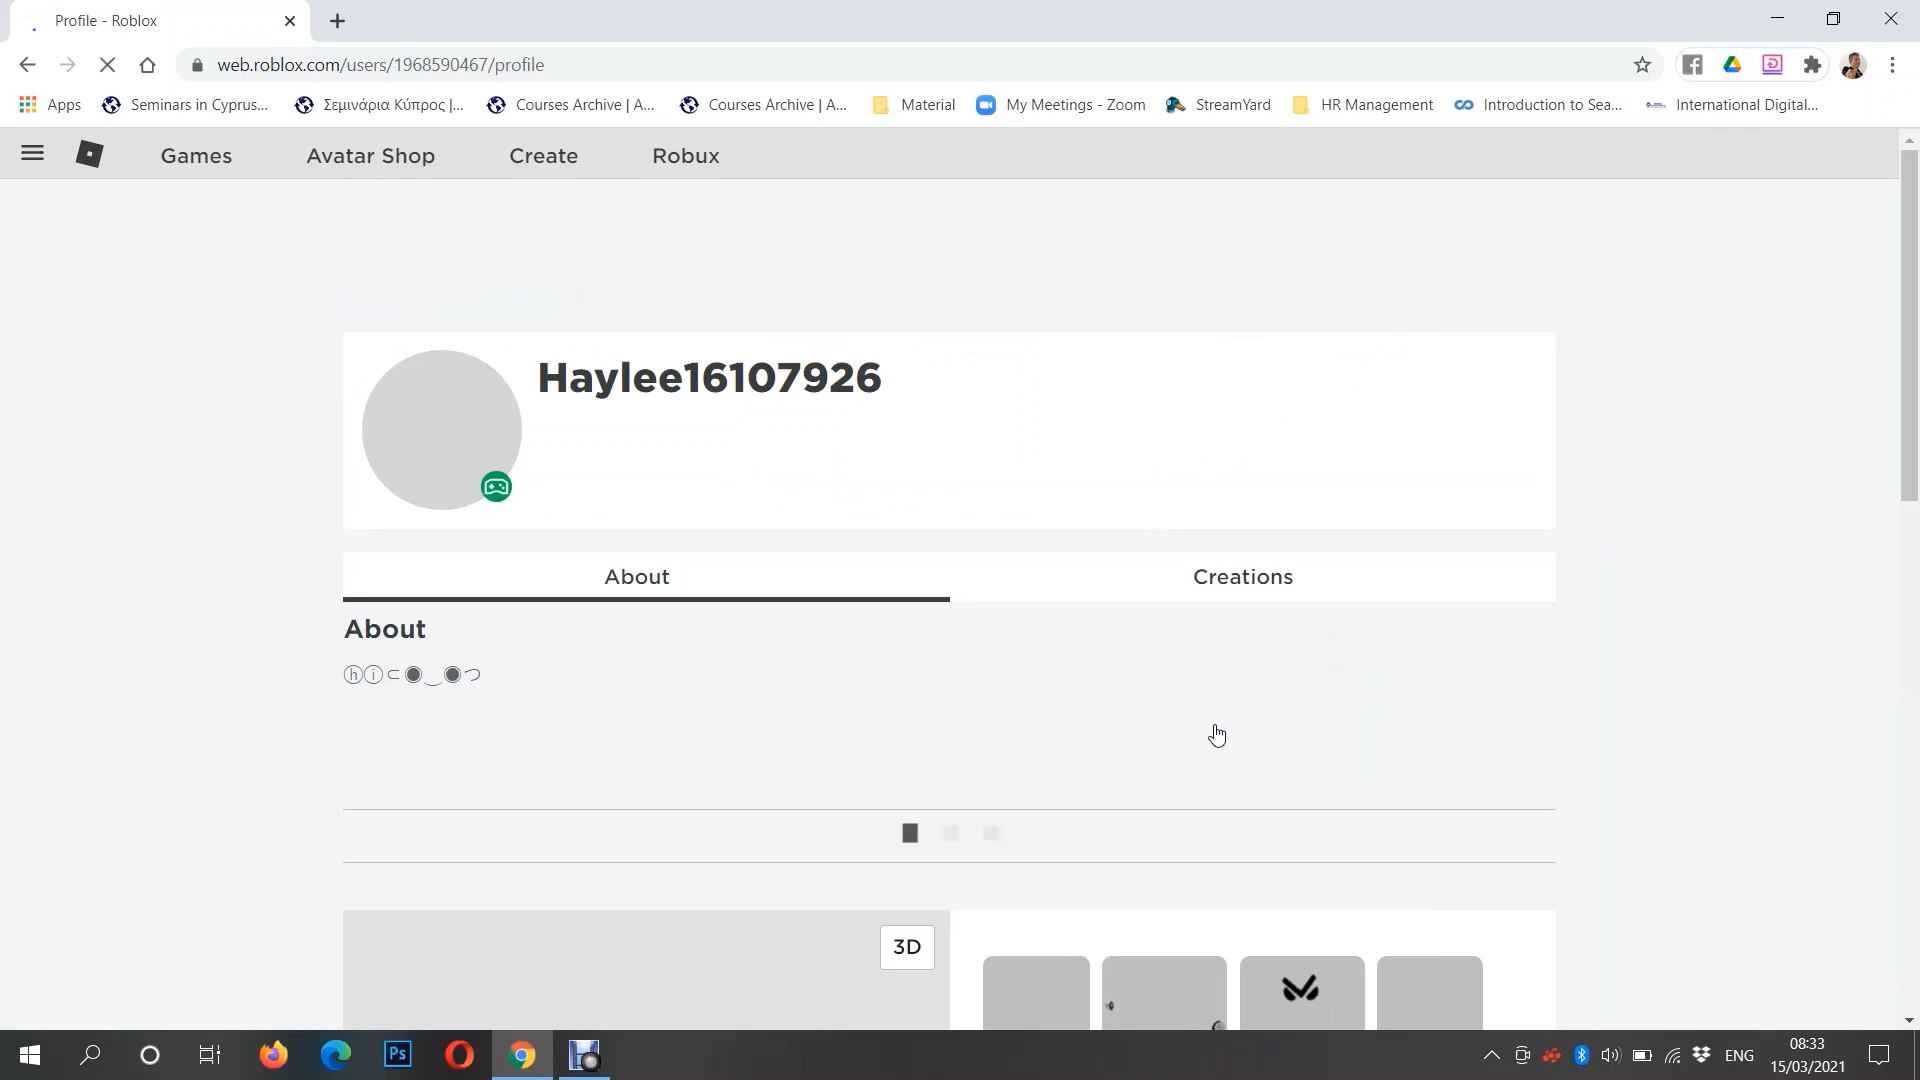 Profile - Roblox
web.roblox.com/users/1968590467/profile
Apps Seminars in Cyprus... Σεμινάρια Κύπρος |... Courses Archive | A... Courses Archive | A... Material My Meetings - Zoom StreamYard HR Management Introduction to Sea... International Digital...
Games Avatar Shop Create Robux
Haylee16107926
About Creations
About
ⓗⓘ⊂◉‿◉つ
3D
Ps
ENG
08:33
15/03/2021